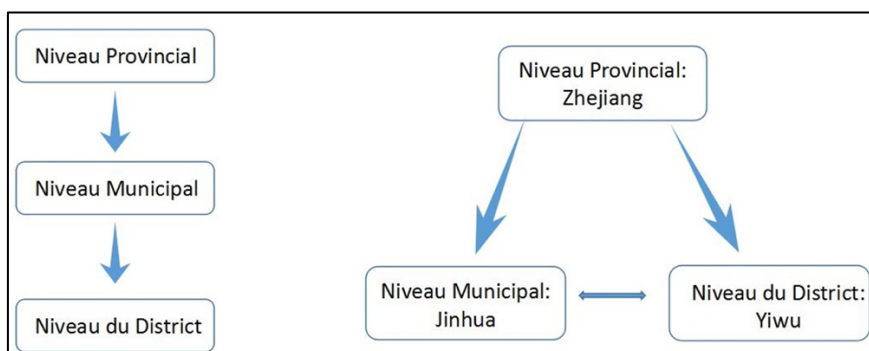 Niveau Provincial
Niveau Municipal
Niveau du District
Niveau Provincial:
Zhejiang
Niveau Municipal:
Jinhua
Niveau du District:
Yiwu